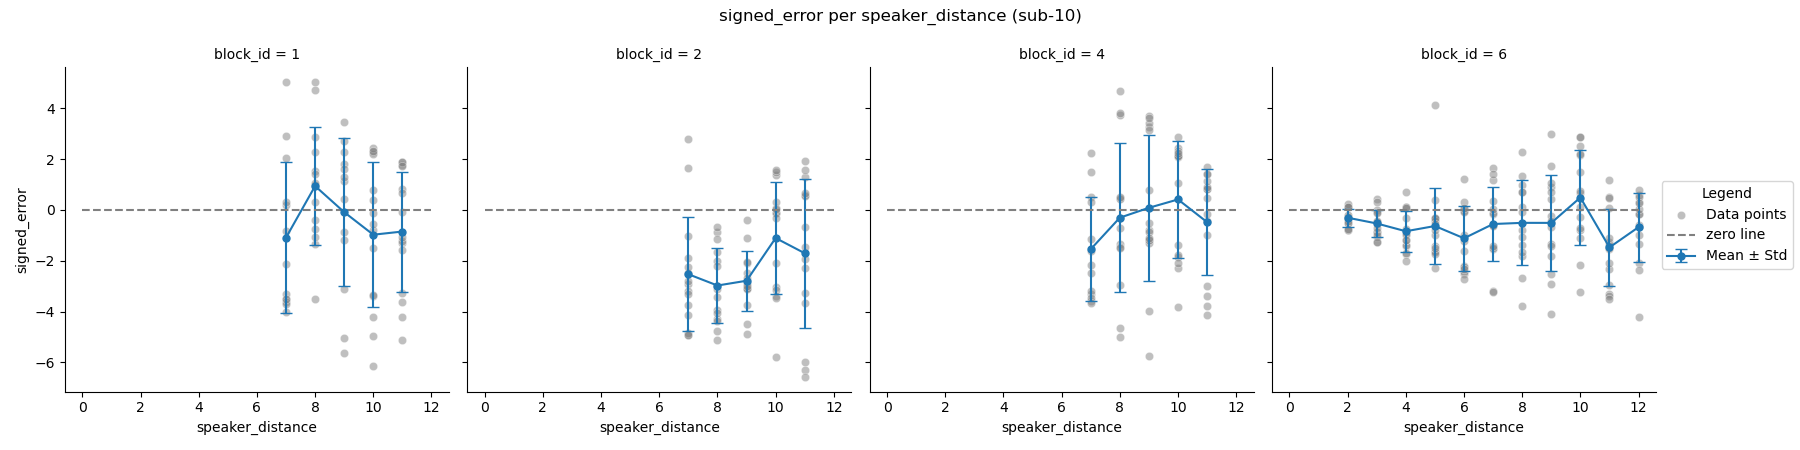 signed_error per speaker_distance (sub-10)
block_id = 1
block_id = 2
block_id = 4
block_id = 6
signed_error
4
2
0
−2
−4
−6
0 2 4 6 8 10 12
0 2 4 6 8 10 12
0 2 4 6 8 10 12
0 2 4 6 8 10 12
speaker_distance
speaker_distance
speaker_distance
speaker_distance
Legend
Data points
zero line
Mean ± Std